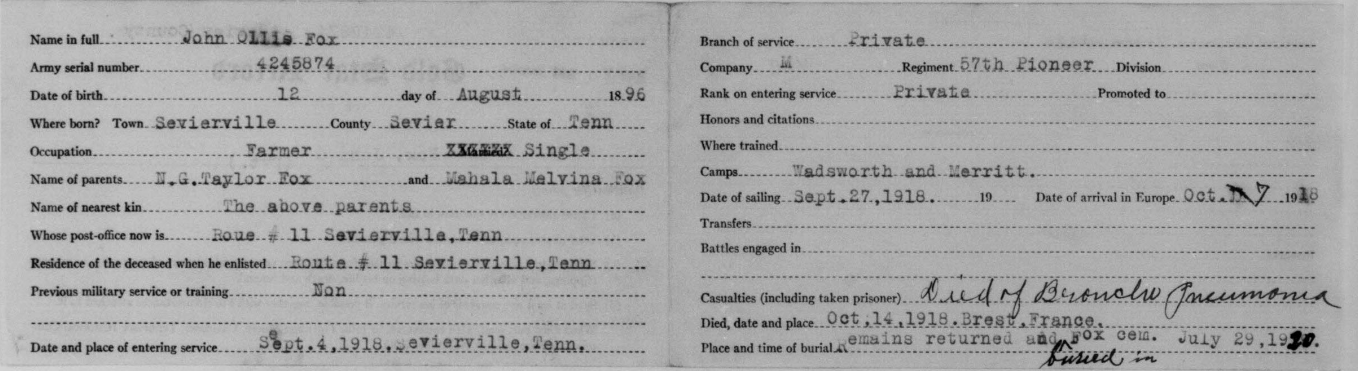 Name in full John Ollis Fox
Army serial number 4245874
Date of birth 12 day of August 1896
Where born? Town Sevierville County Sevier State of Tenn
Occupation Farmer XXXXXX Single
Name of parents N.G.Taylor Fox and Mahala Melvina Fox
Name of nearest kin The above parents
Whose post-office now is Roue # 11 Sevierville,Tenn
Residence of the deceased when he enlisted Route # 11 Sevierville,Tenn
Previous military service or training Non
Date and place of entering service Sept.4,1918.Sevierville,Tenn.
Branch of service Private
Company M Regiment 57th Pioneer Division
Rank on entering service Private Promoted to
Honors and citations
Where trained
Camps Wadsworth and Merritt.
Date of sailing Sept.27,1918. 19 Date of arrival in Europe Oct. 7 1918
Transfers
Battles engaged in
Casualties (including taken prisoner) Died of Broncho Pneumonia
Died, date and place Oct,14,1918.Brest,France.
Place and time of burial Remains returned and buried in Fox cem. July 29,1920.